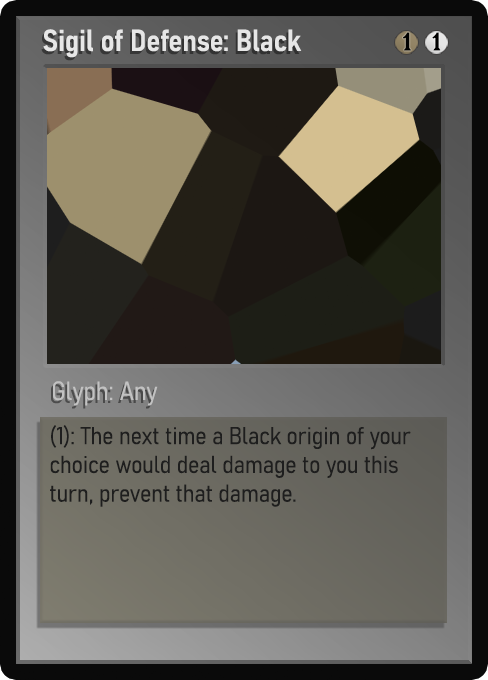 Sigil of Defense: Black 1 1
Glyph: Any
(1): The next time a Black origin of your
choice would deal damage to you this
turn, prevent that damage.